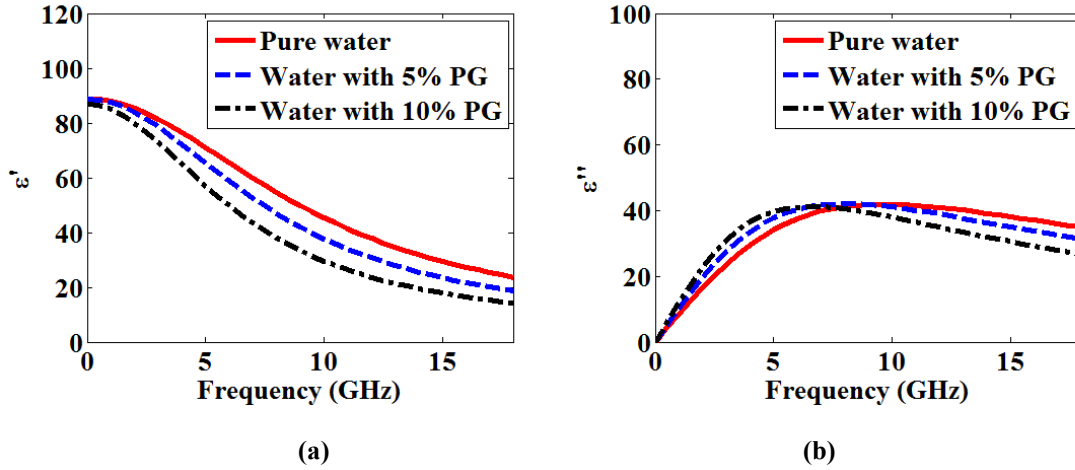 120
100
80
60
40
20
0
ε'
Pure water
Water with 5% PG
Water with 10% PG
0 5 10 15
Frequency (GHz)
(a)
100
80
60
40
20
0
ε''
Pure water
Water with 5% PG
Water with 10% PG
0 5 10 15
Frequency (GHz)
(b)